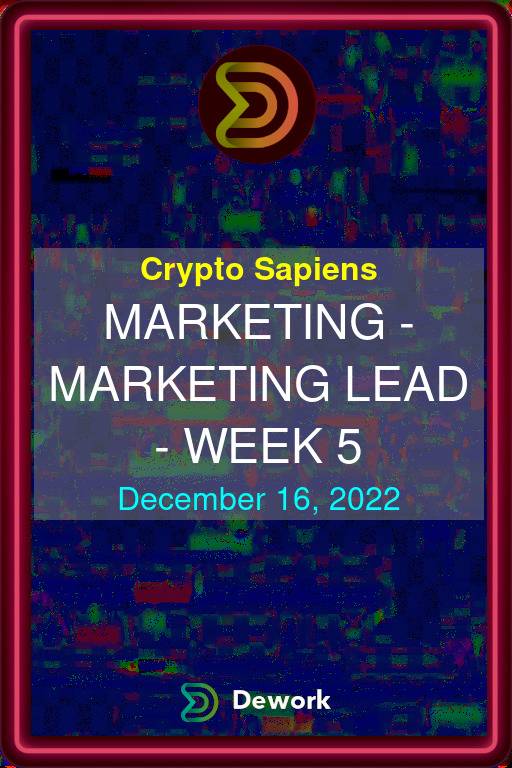 Crypto Sapiens
MARKETING -
MARKETING LEAD
- WEEK 5
December 16, 2022
Dework